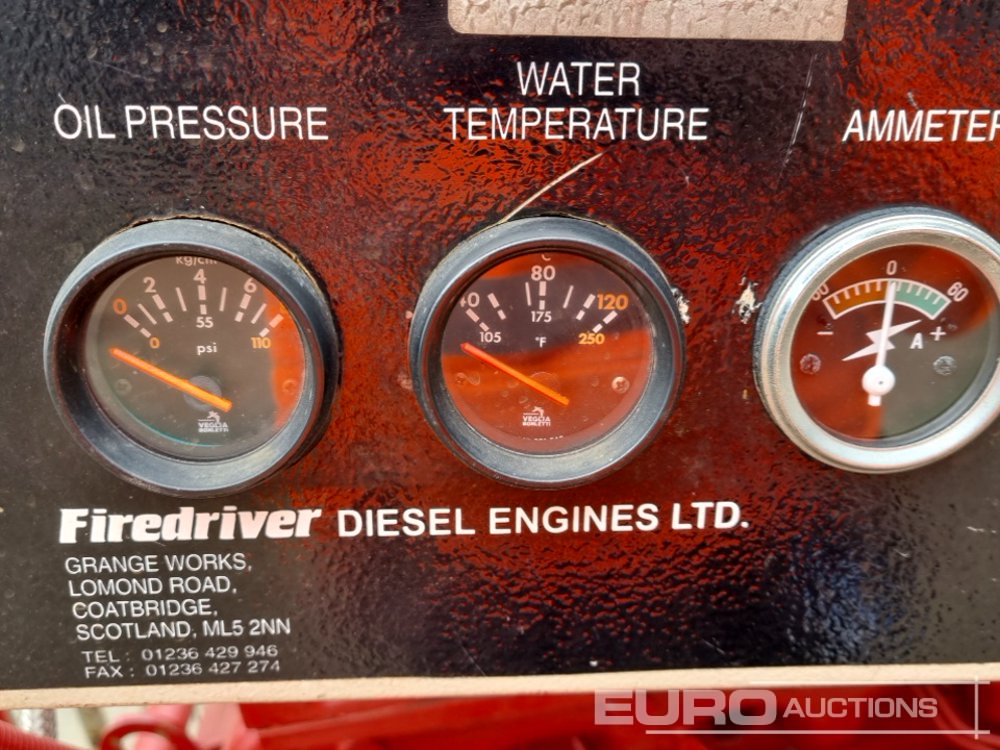 OIL PRESSURE
WATER
TEMPERATURE
AMMETER
kg/cm
0 2 4 6
55
0 110
psi
VEGLIA
BORLETTI
C
40 80 120
105 175 250
°F
VEGLIA
BORLETTI
0
60 60
- A +
Firedriver DIESEL ENGINES LTD.
GRANGE WORKS,
LOMOND ROAD,
COATBRIDGE,
SCOTLAND, ML5 2NN
TEL : 01236 429 946
FAX : 01236 427 274
EURO AUCTIONS